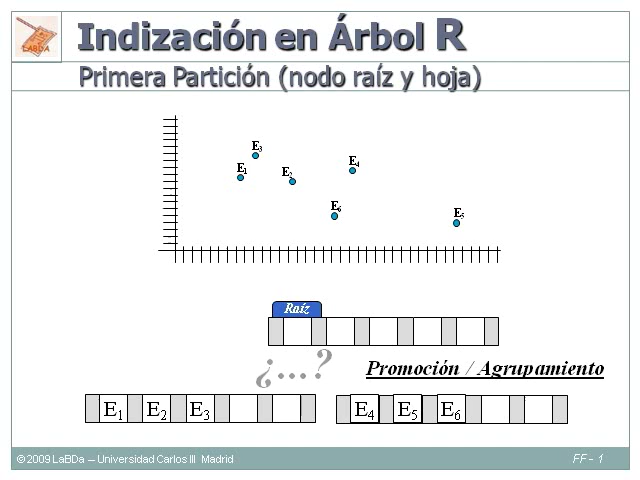 LABDA
Indización en Árbol R
Primera Partición (nodo raíz y hoja)
E3
E1
E2
E4
E6
E5
Raíz
¿...?
Promoción / Agrupamiento
E1 E2 E3
E4 E5 E6
© 2009 LaBDa – Universidad Carlos III Madrid
FF - 1